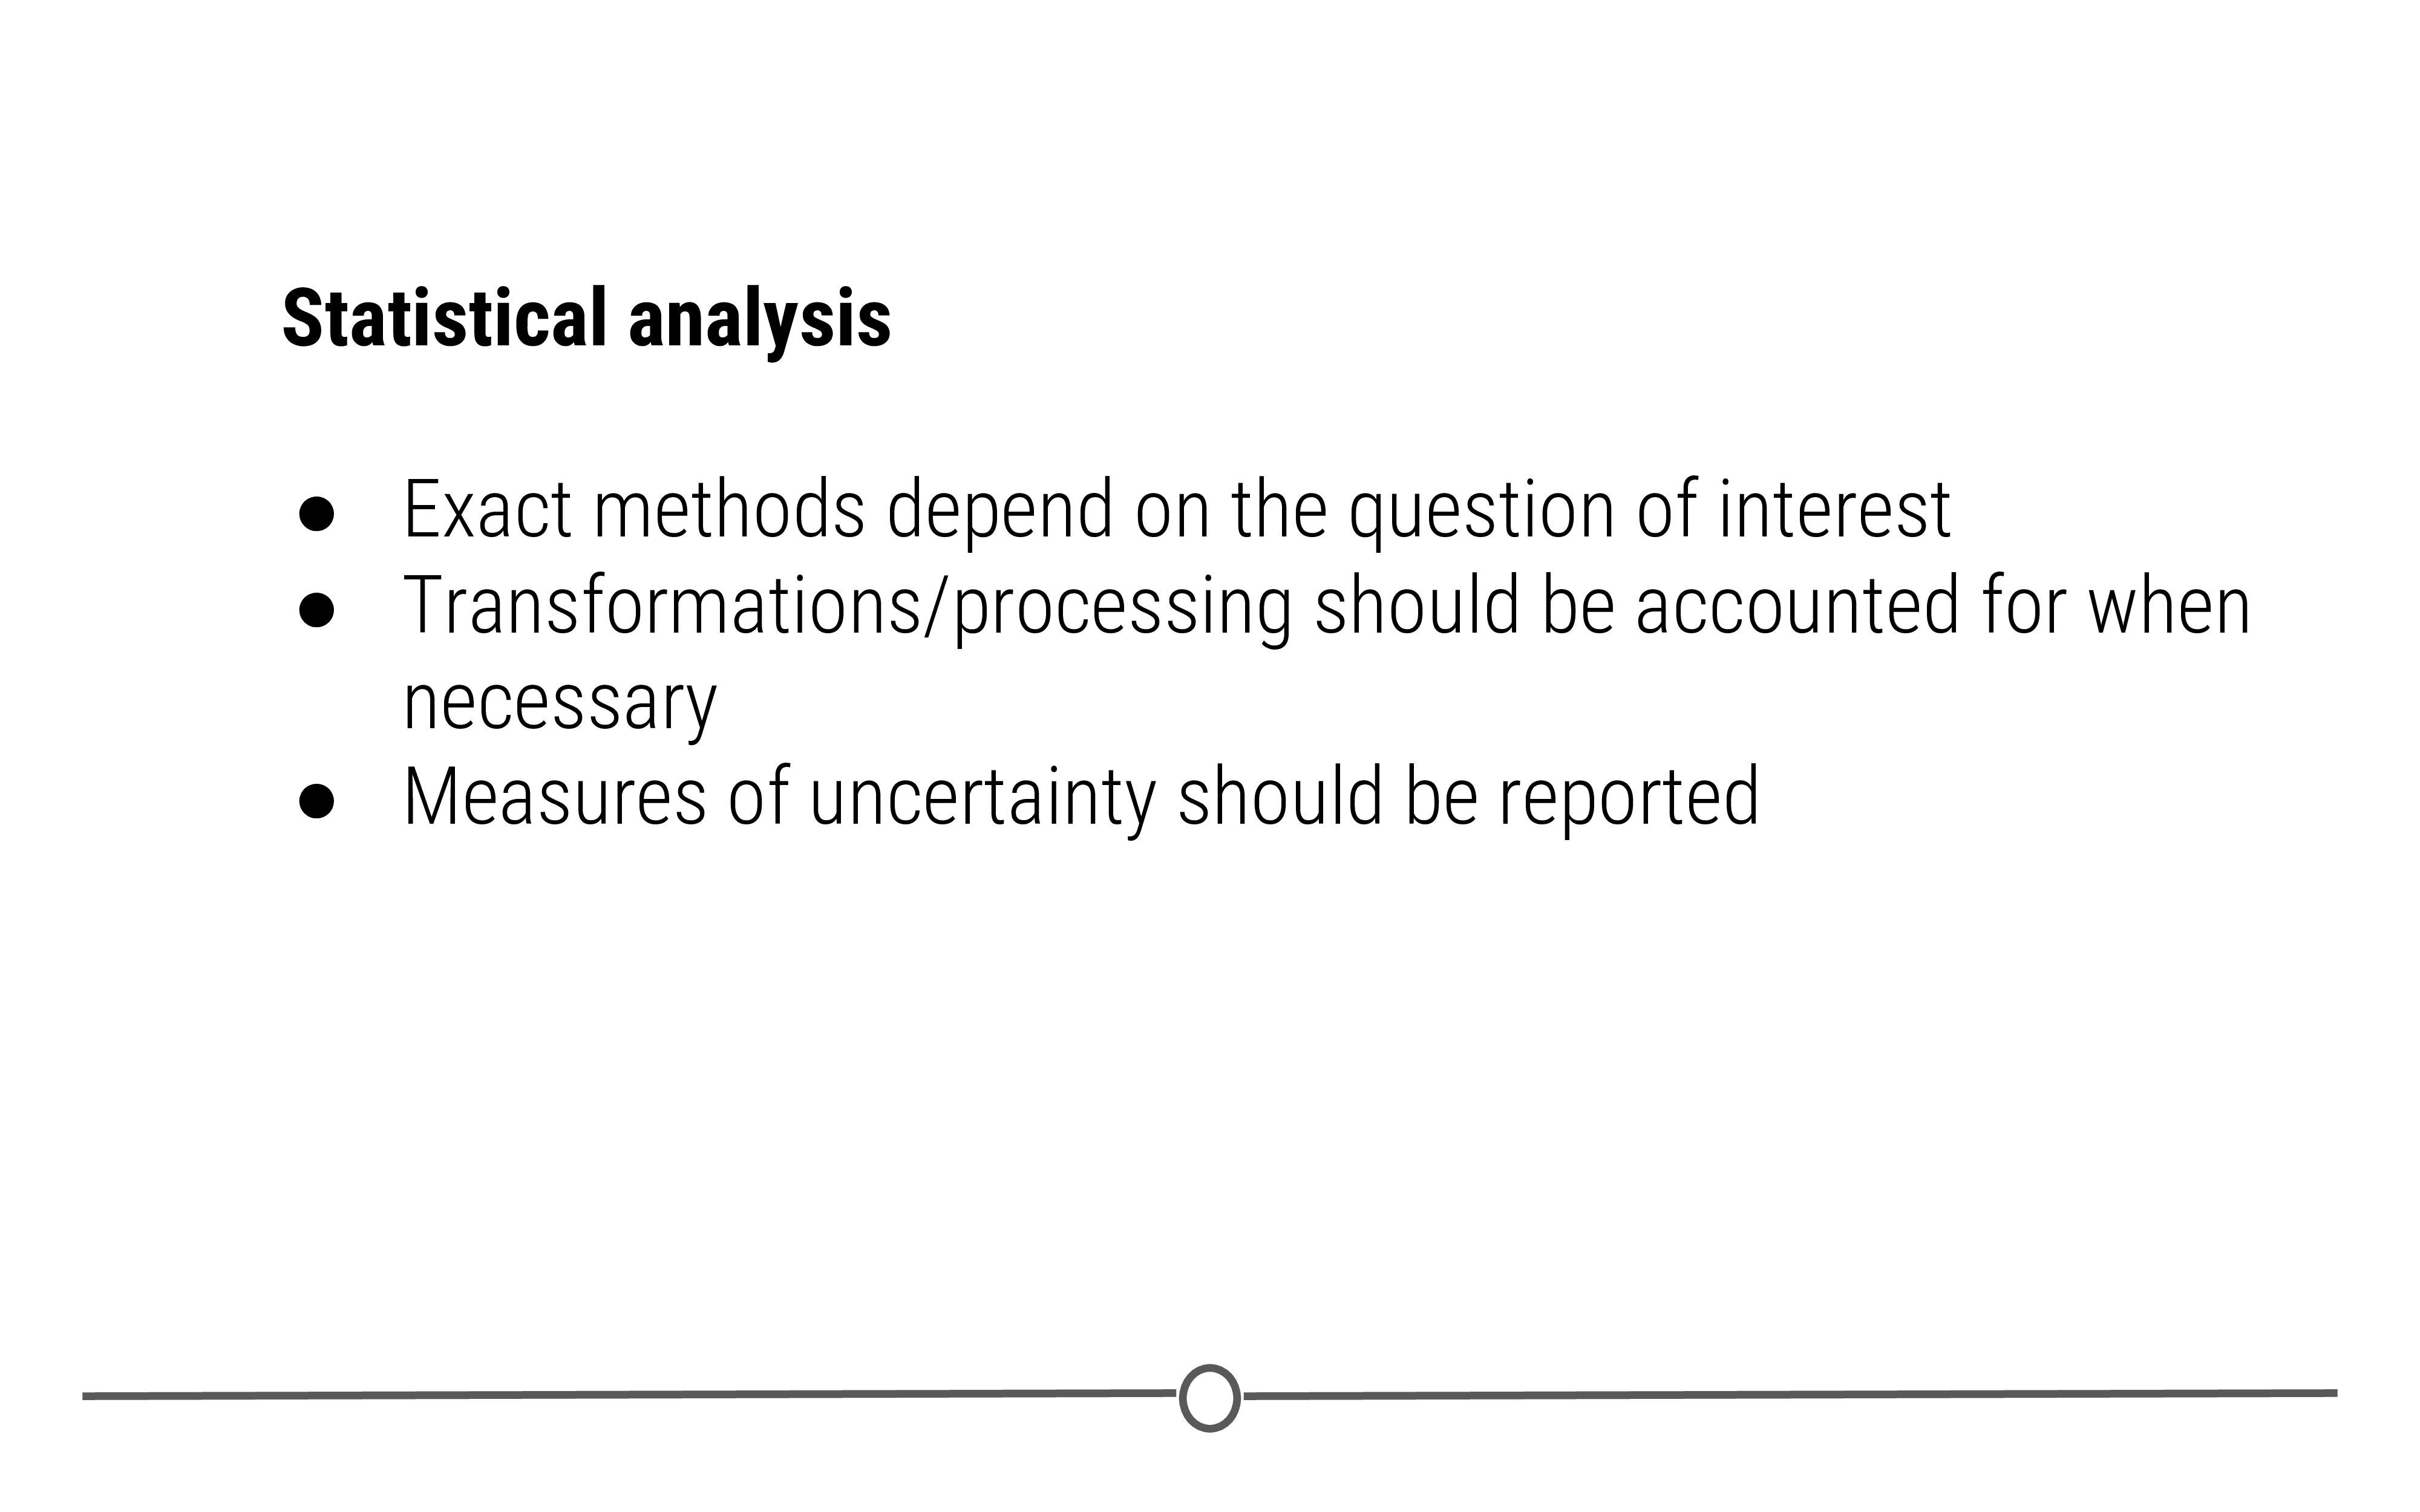 Statistical analysis
● Exact methods depend on the question of interest
● Transformations/processing should be accounted for when
necessary
● Measures of uncertainty should be reported